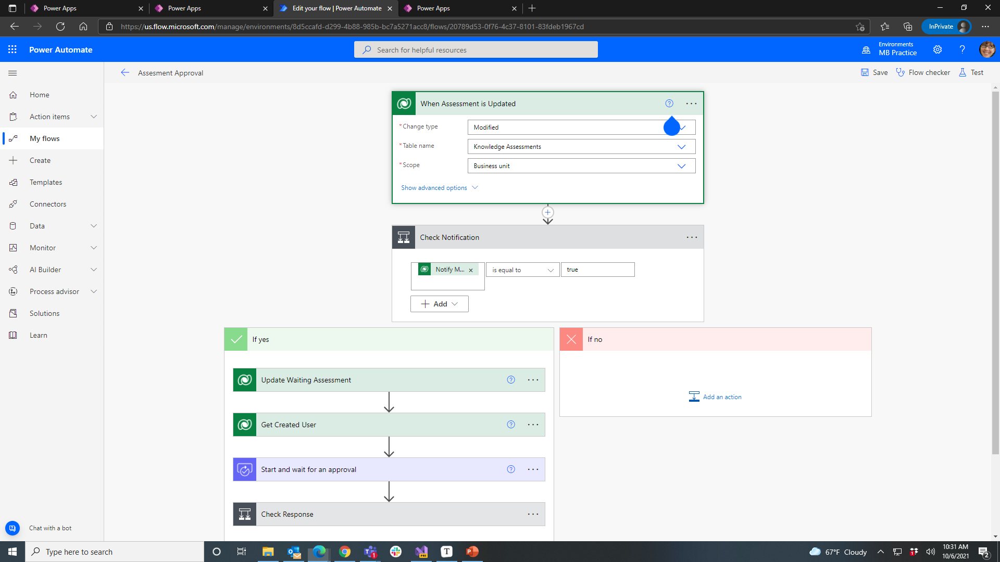 Power Apps
Power Apps
Edit your flow | Power Automate
Power Apps
https://us.flow.microsoft.com/manage/environments/8d5ccafd-d299-4b88-985b-bc7a5271acc8/flows/20789d53-0f76-4c37-8101-83fdeb1967cd
InPrivate
Power Automate
Search for helpful resources
Environments
MB Practice
Assesment Approval
Save
Flow checker
Test
Home
Action items
My flows
Create
Templates
Connectors
Data
Monitor
AI Builder
Process advisor
Solutions
Learn
Chat with a bot
When Assessment is Updated
* Change type
Modified
* Table name
Knowledge Assessments
* Scope
Business unit
Show advanced options
Check Notification
Notify M...
is equal to
true
Add
If yes
Update Waiting Assessment
Get Created User
Start and wait for an approval
Check Response
If no
Add an action
Type here to search
T
1
PRE
T
P
67°F Cloudy
10:31 AM
10/6/2021
2